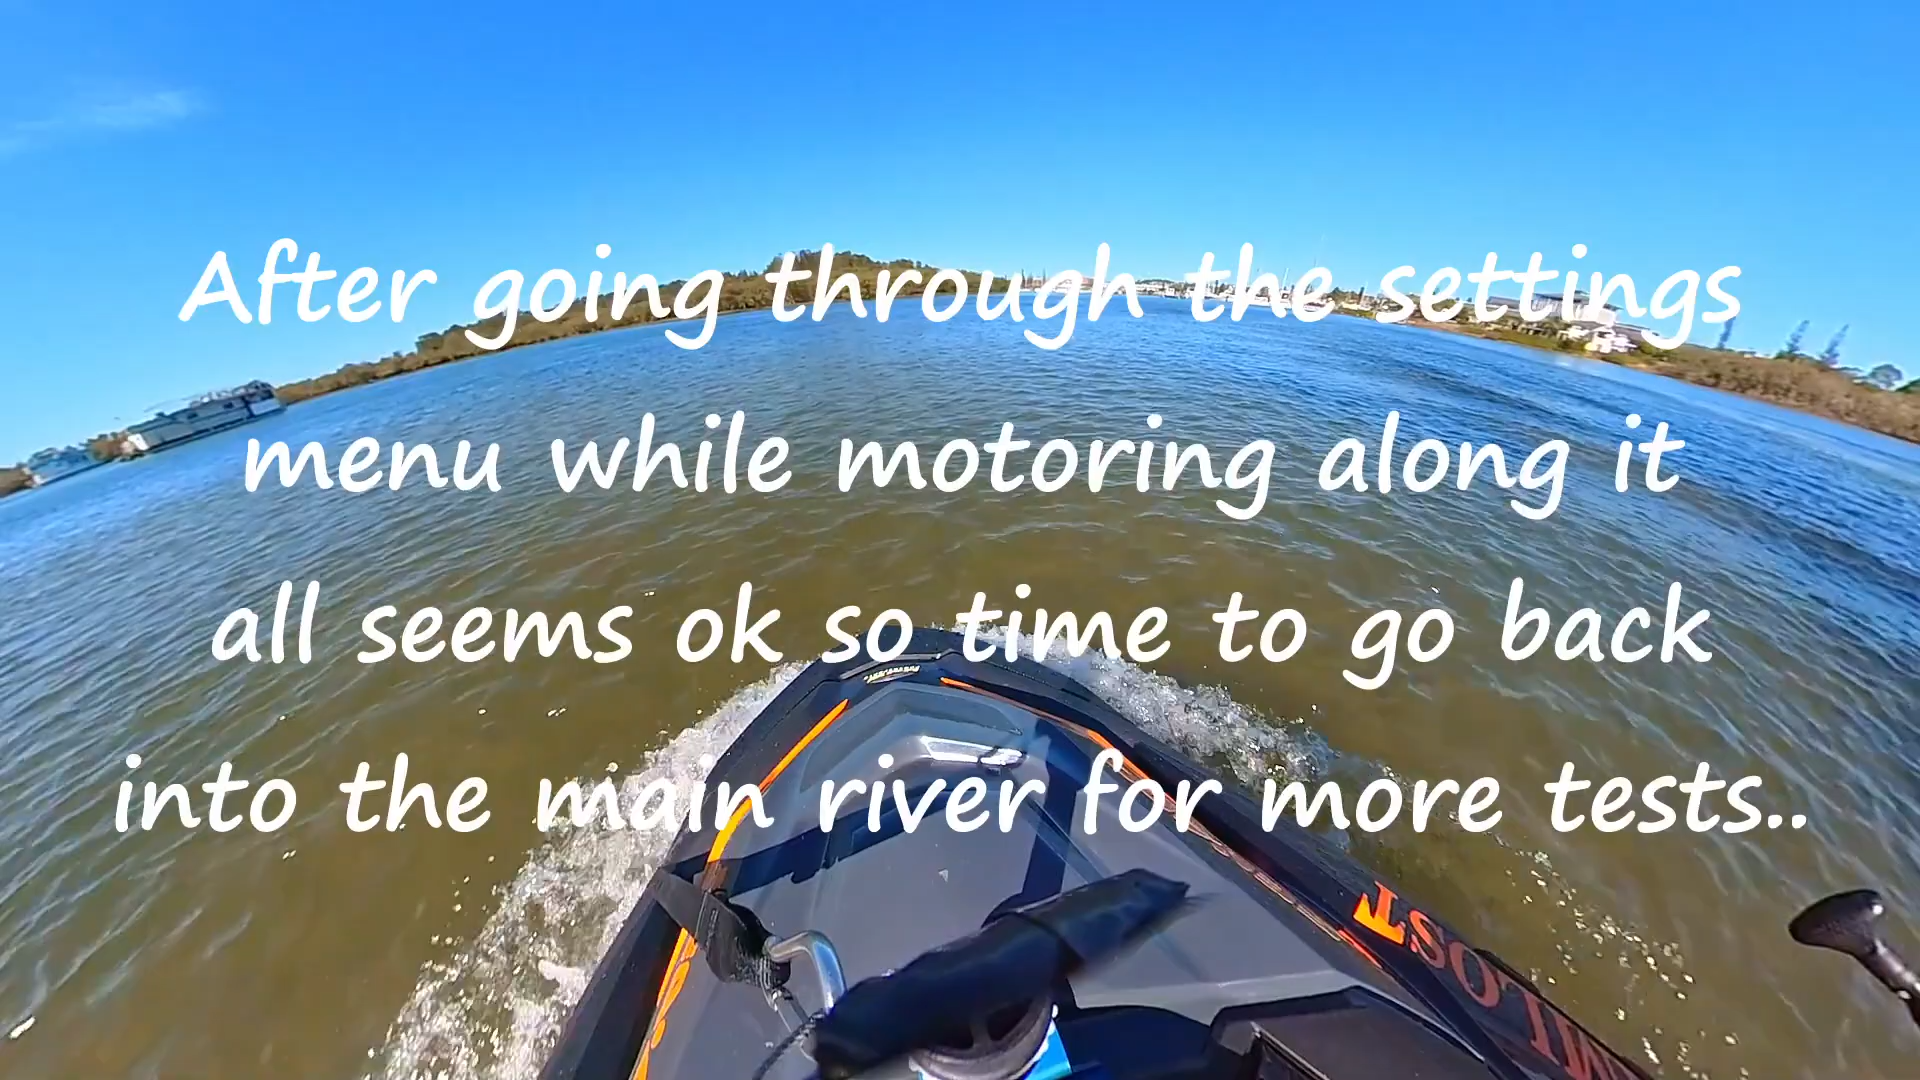 After going through the settings
menu while motoring along it
all seems ok so time to go back
into the main river for more tests..